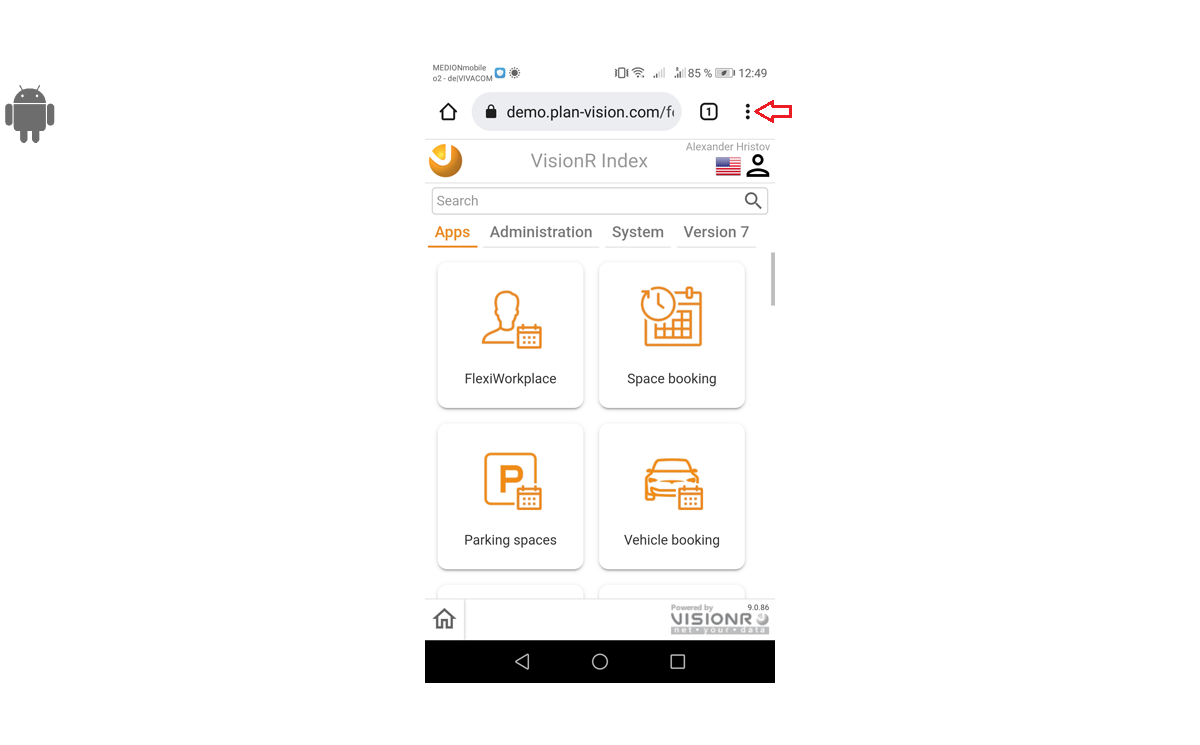 MEDIONmobile
o2 - de|VIVACOM
85 % 12:49
demo.plan-vision.com/f
1
Alexander Hristov
VisionR Index
Search
Apps Administration System Version 7
FlexiWorkplace Space booking
P
Parking spaces Vehicle booking
Powered by 9.0.86
VISIONR
net • your • data